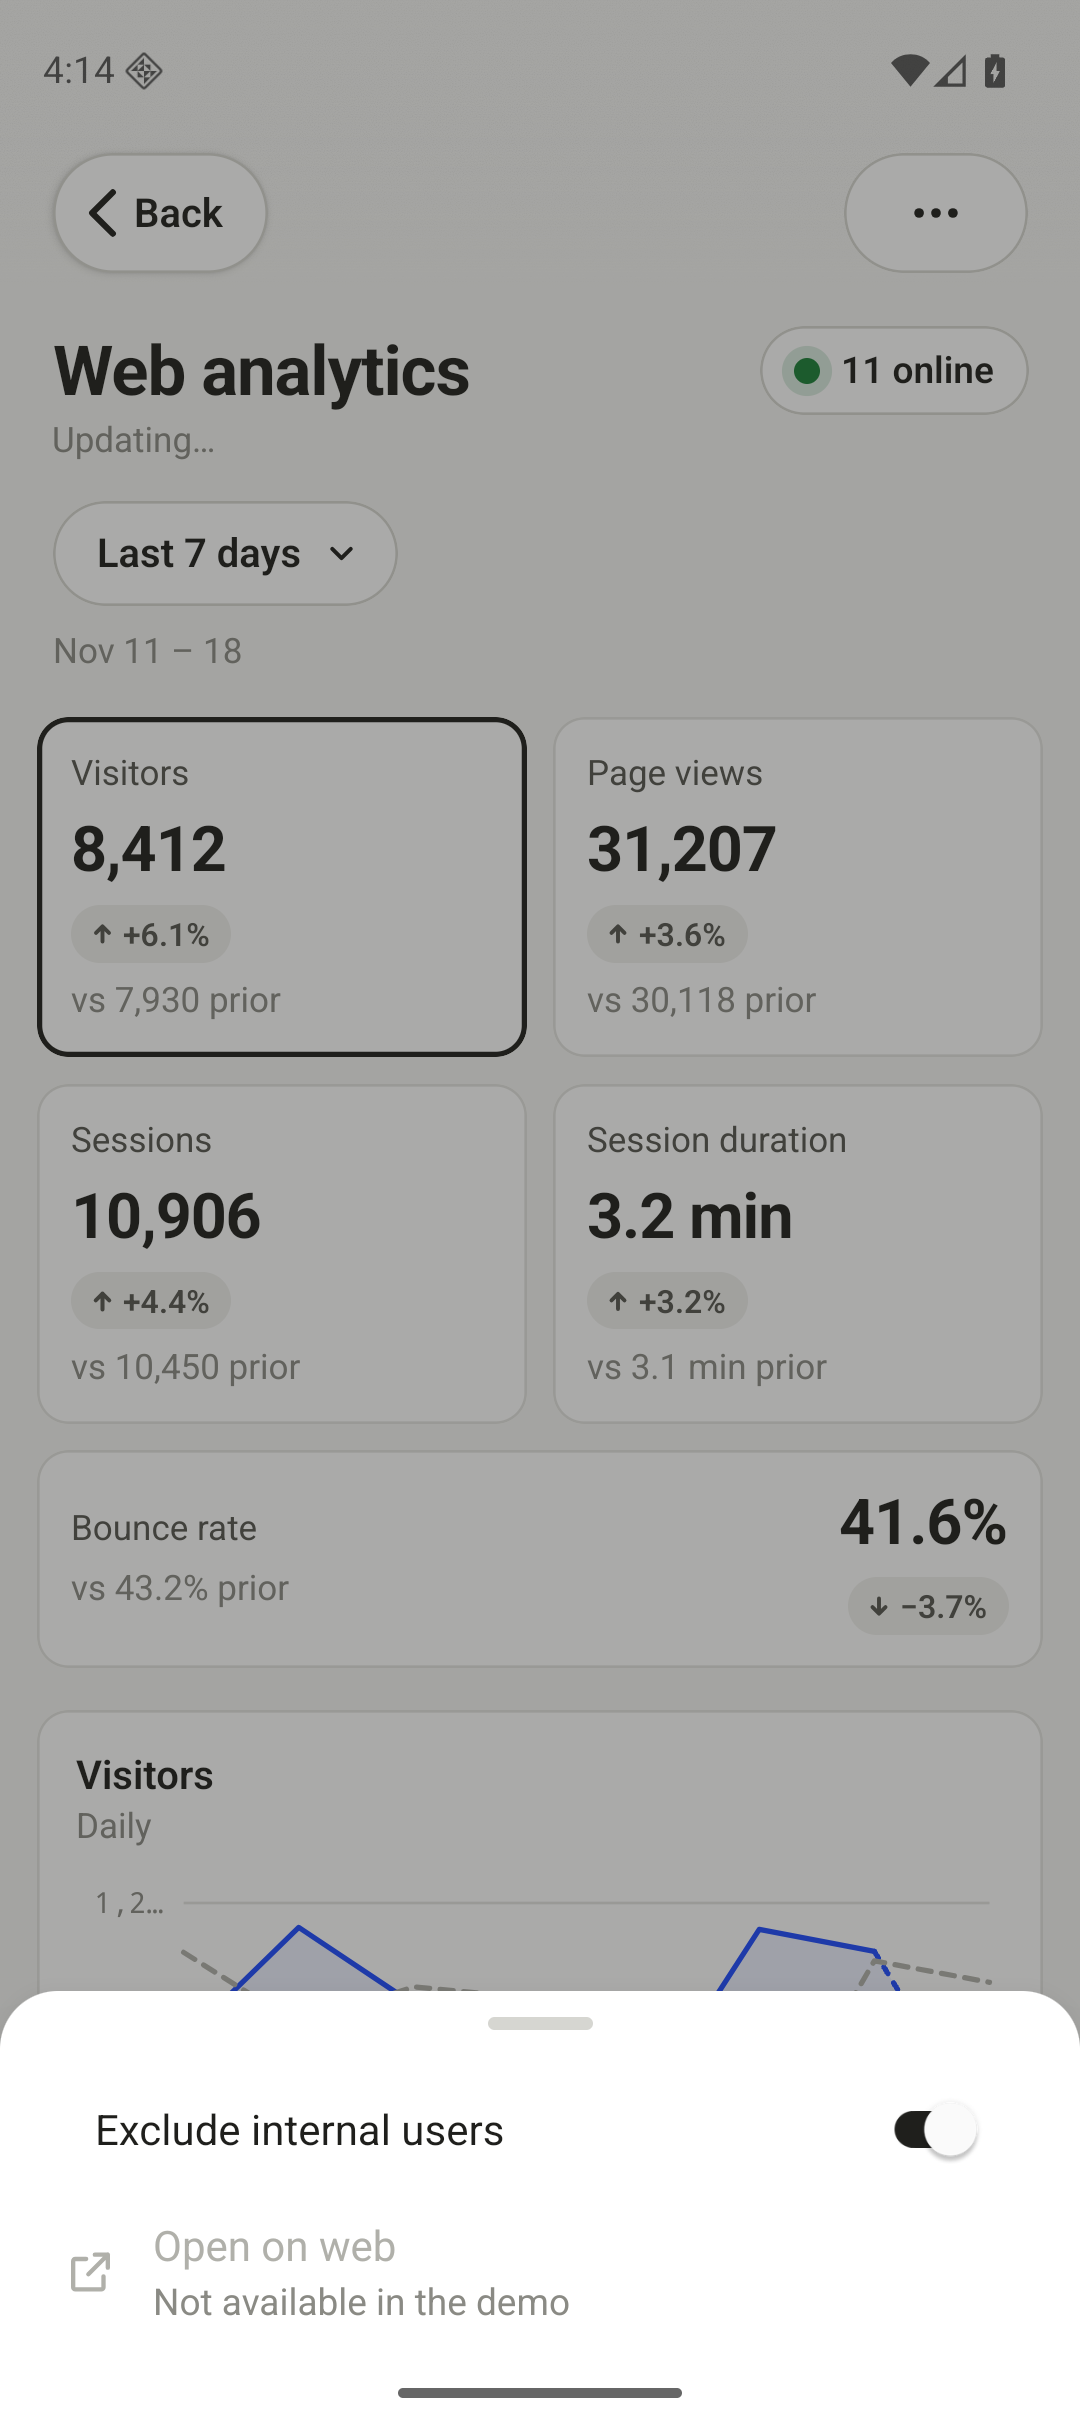 4:14
Back
Web analytics
11 online
Updating…
Last 7 days
Nov 11 – 18
Visitors
8,412
+6.1%
vs 7,930 prior
Page views
31,207
+3.6%
vs 30,118 prior
Sessions
10,906
+4.4%
vs 10,450 prior
Session duration
3.2 min
+3.2%
vs 3.1 min prior
Bounce rate
vs 43.2% prior
41.6%
−3.7%
Visitors
Daily
1,2…
Exclude internal users
Open on web
Not available in the demo